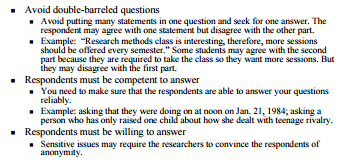 ▪ Avoid double-barreled questions
▪ Avoid putting many statements in one question and seek for one answer. The
respondent may agree with one statement but disagree with the other part.
▪ Example: “Research methods class is interesting, therefore, more sessions
should be offered every semester.” Some students may agree with the second
part because they are required to take the class so they want more sessions. But
they may disagree with the first part.
▪ Respondents must be competent to answer
▪ You need to make sure that the respondents are able to answer your questions
reliably.
▪ Example: asking that they were doing on at noon on Jan. 21, 1984; asking a
person who has only raised one child about how she dealt with teenage rivalry.
▪ Respondents must be willing to answer
▪ Sensitive issues may require the researchers to convince the respondents of
anonymity.